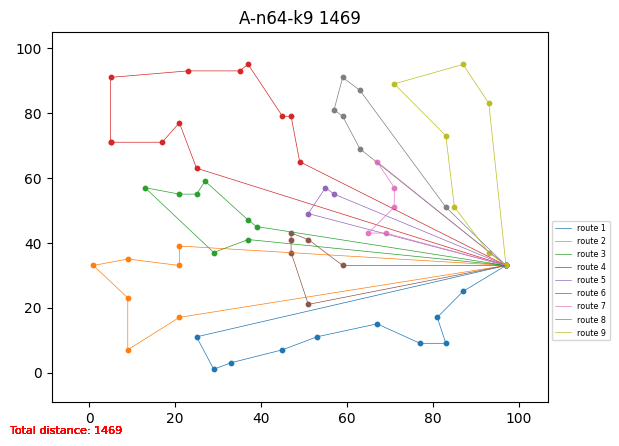 A-n64-k9 1469
100
80
60
40
20
0
0 20 40 60 80 100
route 1
route 2
route 3
route 4
route 5
route 6
route 7
route 8
route 9
Total distance: 1469